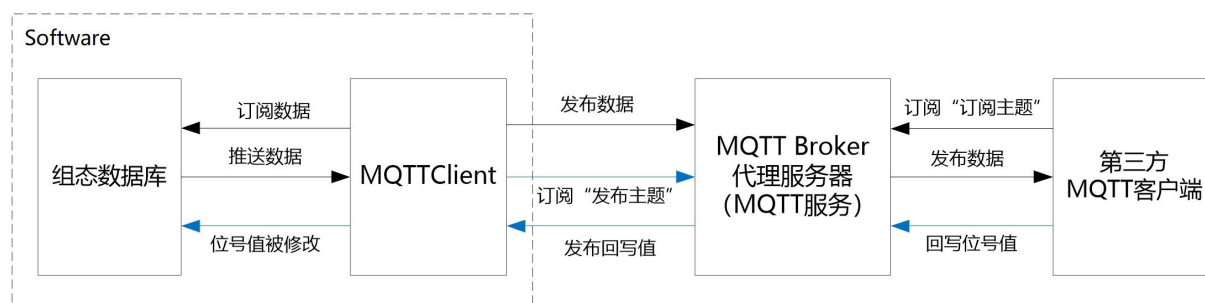 Software
组态数据库
订阅数据
推送数据
位号值被修改
MQTTClient
发布数据
订阅“发布主题”
发布回写值
MQTT Broker
代理服务器
（MQTT服务）
订阅“订阅主题”
发布数据
回写位号值
第三方
MQTT客户端